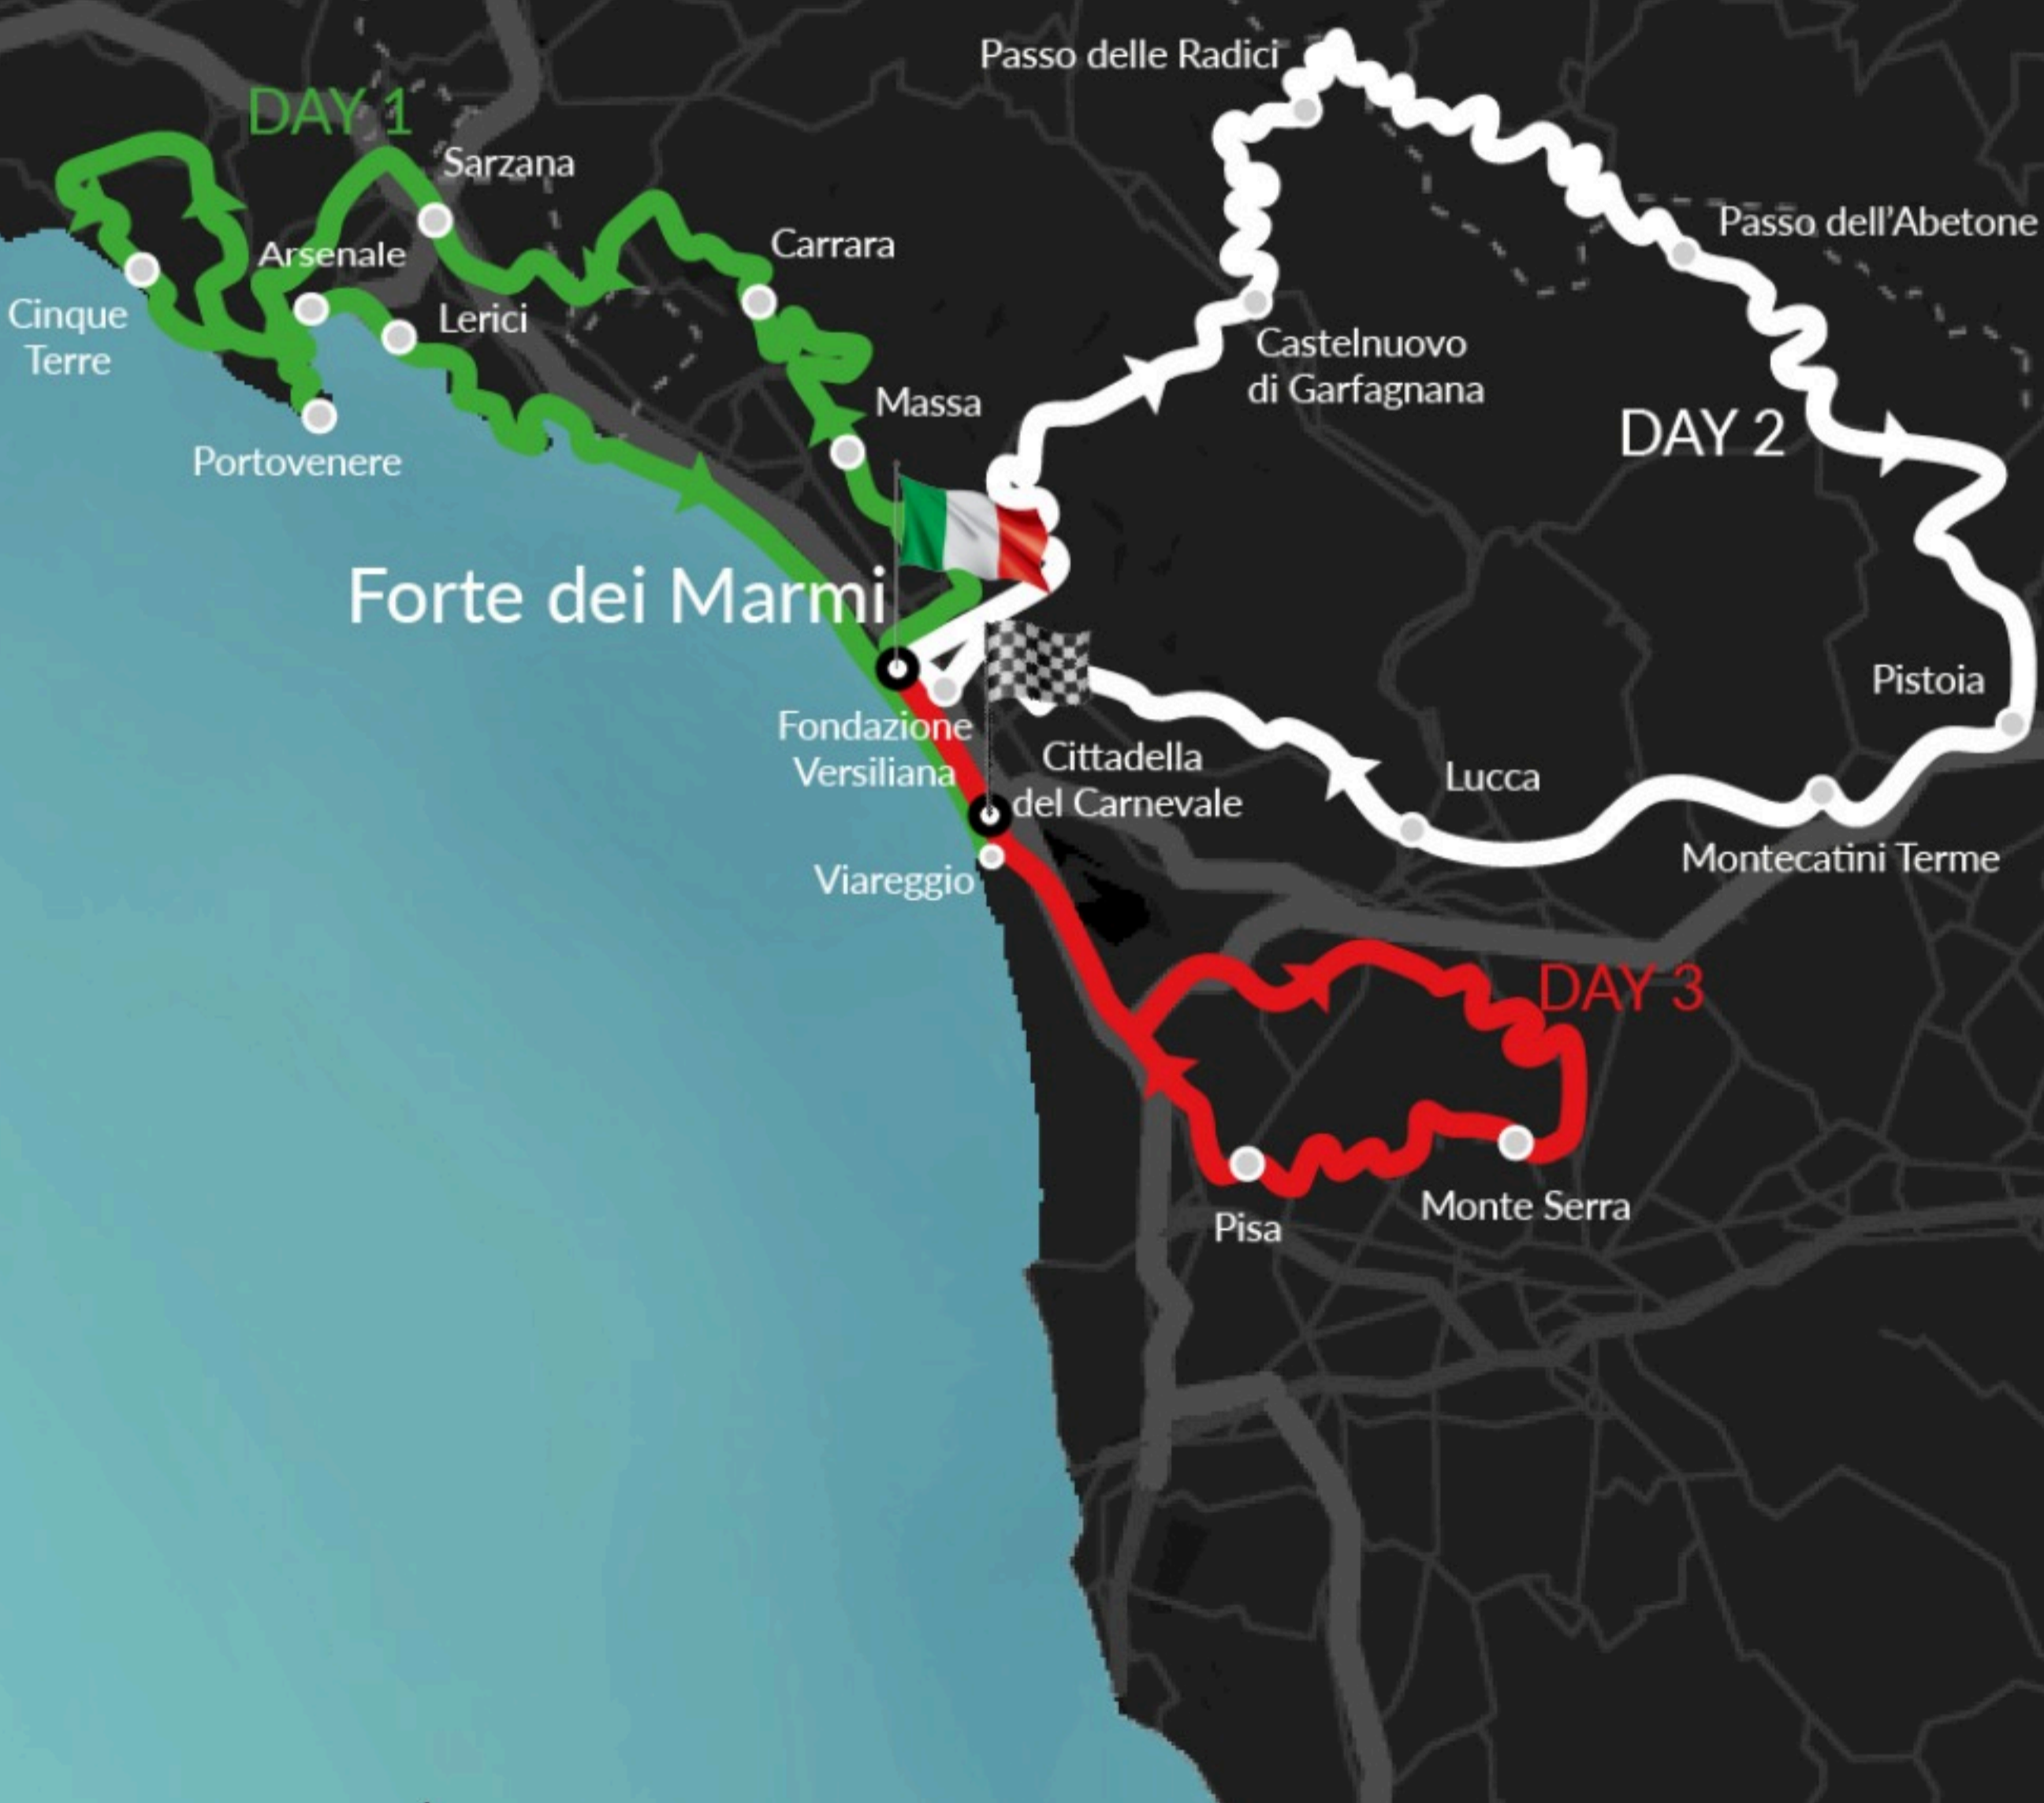 Passo delle Radici
DAY 1
Sarzana
Passo dell'Abetone
Carrara
Arsenale
Cinque
Terre
Lerici
Castelnuovo
di Garfagnana
Massa
DAY 2
Portovenere
Forte dei Marmi
Pistoia
Fondazione
Versiliana
Cittadella
del Carnevale
Lucca
Montecatini Terme
Viareggio
DAY 3
Monte Serra
Pisa